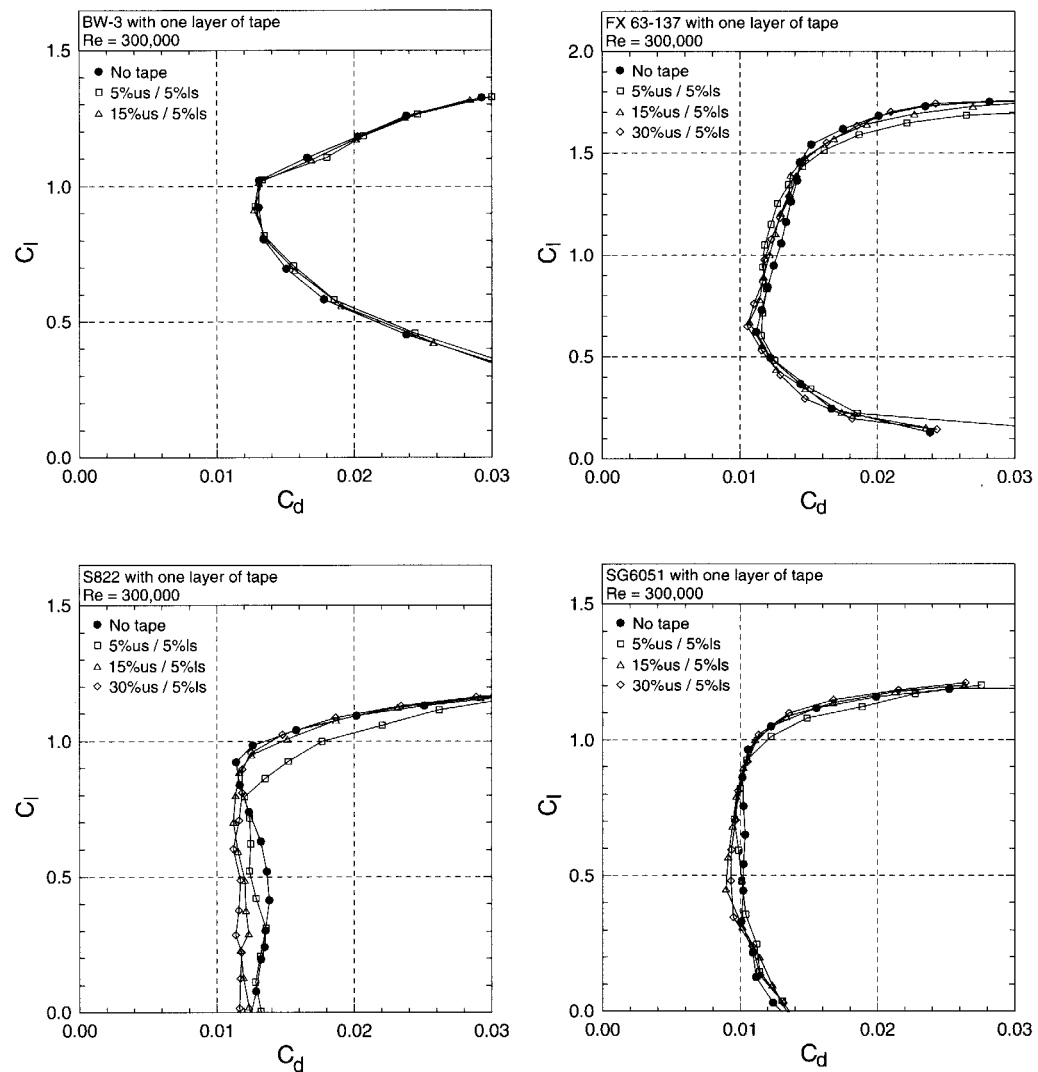 BW-3 with one layer of tape
Re = 300,000
1.5
No tape
5%us / 5%ls
15%us / 5%ls
1.0
Cl
0.5
0.0
0.00
0.01
0.02
0.03
Cd
FX 63-137 with one layer of tape
Re = 300,000
2.0
No tape
5%us / 5%ls
15%us / 5%ls
30%us / 5%ls
1.5
Cl
1.0
0.5
0.0
0.00
0.01
0.02
0.03
Cd
S822 with one layer of tape
Re = 300,000
1.5
No tape
5%us / 5%ls
15%us / 5%ls
30%us / 5%ls
1.0
Cl
0.5
0.0
0.00
0.01
0.02
0.03
Cd
SG6051 with one layer of tape
Re = 300,000
1.5
No tape
5%us / 5%ls
15%us / 5%ls
30%us / 5%ls
1.0
Cl
0.5
0.0
0.00
0.01
0.02
0.03
Cd